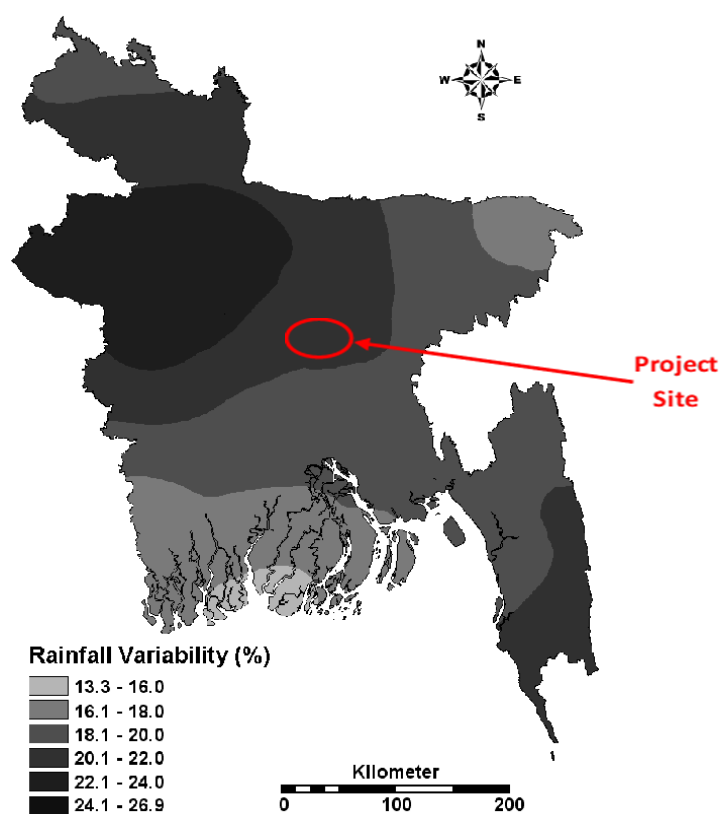 N
W E
S
Project
Site
Rainfall Variability (%)
13.3 - 16.0
16.1 - 18.0
18.1 - 20.0
20.1 - 22.0
22.1 - 24.0
24.1 - 26.9
Kilometer
0 100 200